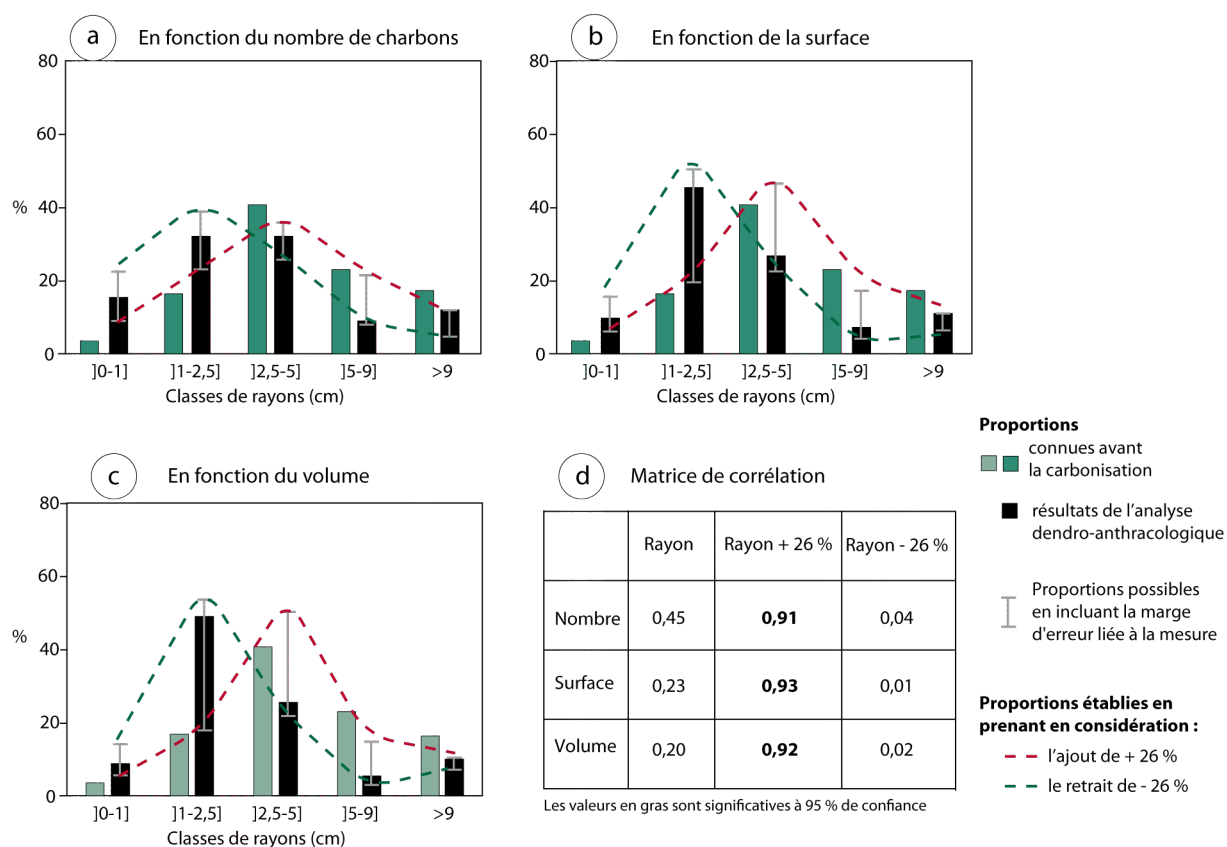 a En fonction du nombre de charbons
80
60
40
20
0
%
]0-1] ]1-2,5] ]2,5-5] ]5-9] >9
Classes de rayons (cm)
b En fonction de la surface
80
60
40
20
0
]0-1] ]1-2,5] ]2,5-5] ]5-9] >9
Classes de rayons (cm)
c En fonction du volume
80
60
40
20
0
%
]0-1] ]1-2,5] ]2,5-5] ]5-9] >9
Classes de rayons (cm)
d Matrice de corrélation
Rayon Rayon + 26 % Rayon - 26 %
Nombre 0,45 0,91 0,04
Surface 0,23 0,93 0,01
Volume 0,20 0,92 0,02
Les valeurs en gras sont significatives à 95 % de confiance
Proportions
connues avant
la carbonisation
résultats de l'analyse
dendro-anthracologique
Proportions possibles
en incluant la marge
d'erreur liée à la mesure
Proportions établies en
prenant en considération :
l'ajout de + 26 %
le retrait de - 26 %